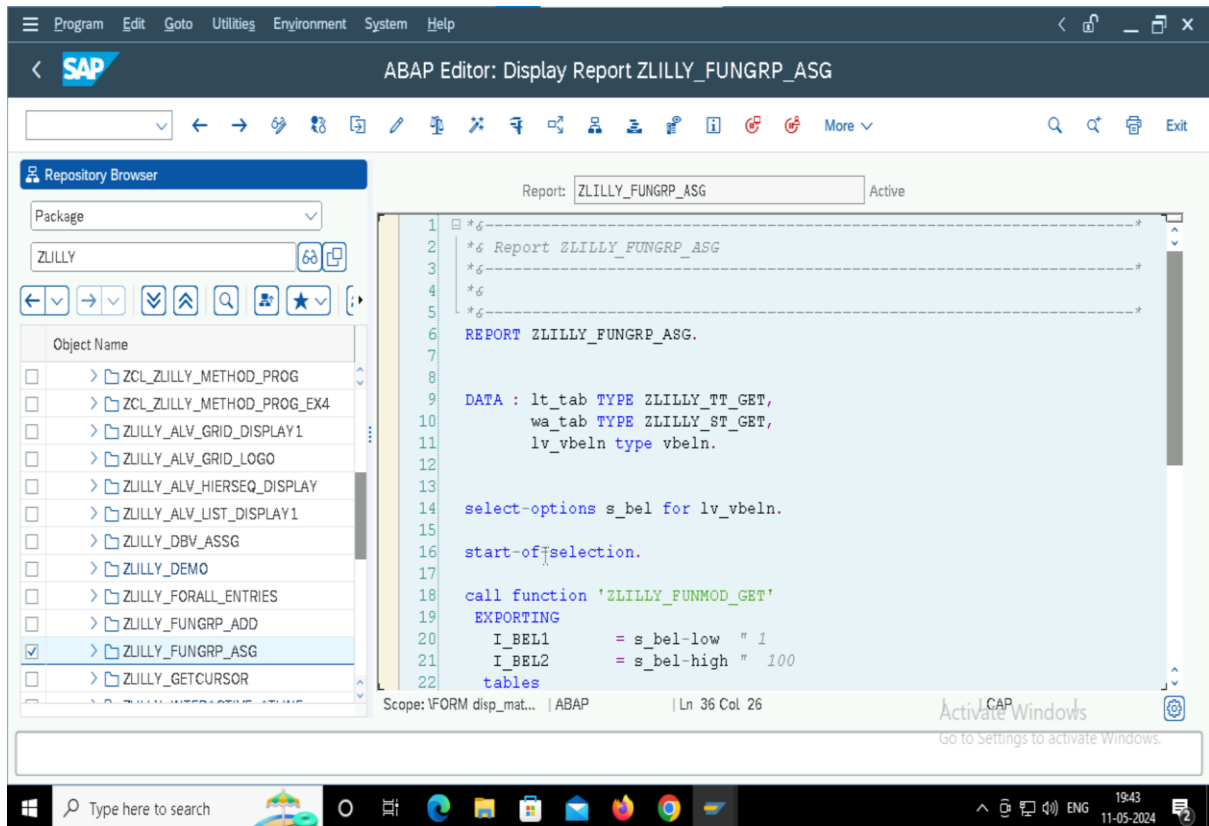 Program Edit Goto Utilities Environment System Help
SAP
ABAP Editor: Display Report ZLILLY_FUNGRP_ASG
More
Exit
Repository Browser
Package
ZLILLY
Object Name
ZCL_ZLILLY_METHOD_PROG
ZCL_ZLILLY_METHOD_PROG_EX4
ZLILLY_ALV_GRID_DISPLAY1
ZLILLY_ALV_GRID_LOGO
ZLILLY_ALV_HIERSEQ_DISPLAY
ZLILLY_ALV_LIST_DISPLAY1
ZLILLY_DBV_ASSG
ZLILLY_DEMO
ZLILLY_FORALL_ENTRIES
ZLILLY_FUNGRP_ADD
ZLILLY_FUNGRP_ASG
ZLILLY_GETCURSOR
Report: ZLILLY_FUNGRP_ASG Active
1 *&---------------------------------------------------------------------*
2 *& Report ZLILLY_FUNGRP_ASG
3 *&---------------------------------------------------------------------*
4 *&
5 *&---------------------------------------------------------------------*
6 REPORT ZLILLY_FUNGRP_ASG.
7
8
9 DATA : lt_tab TYPE ZLILLY_TT_GET,
10 wa_tab TYPE ZLILLY_ST_GET,
11 lv_vbeln type vbeln.
12
13
14 select-options s_bel for lv_vbeln.
15
16 start-of-selection.
17
18 call function 'ZLILLY_FUNMOD_GET'
19 EXPORTING
20 I_BEL1 = s_bel-low " 1
21 I_BEL2 = s_bel-high " 100
22 tables
Scope: \FORM disp_mat... | ABAP | Ln 36 Col 26 | CAP
Activate Windows
Go to Settings to activate Windows.
Type here to search
ENG
19:43
11-05-2024
2